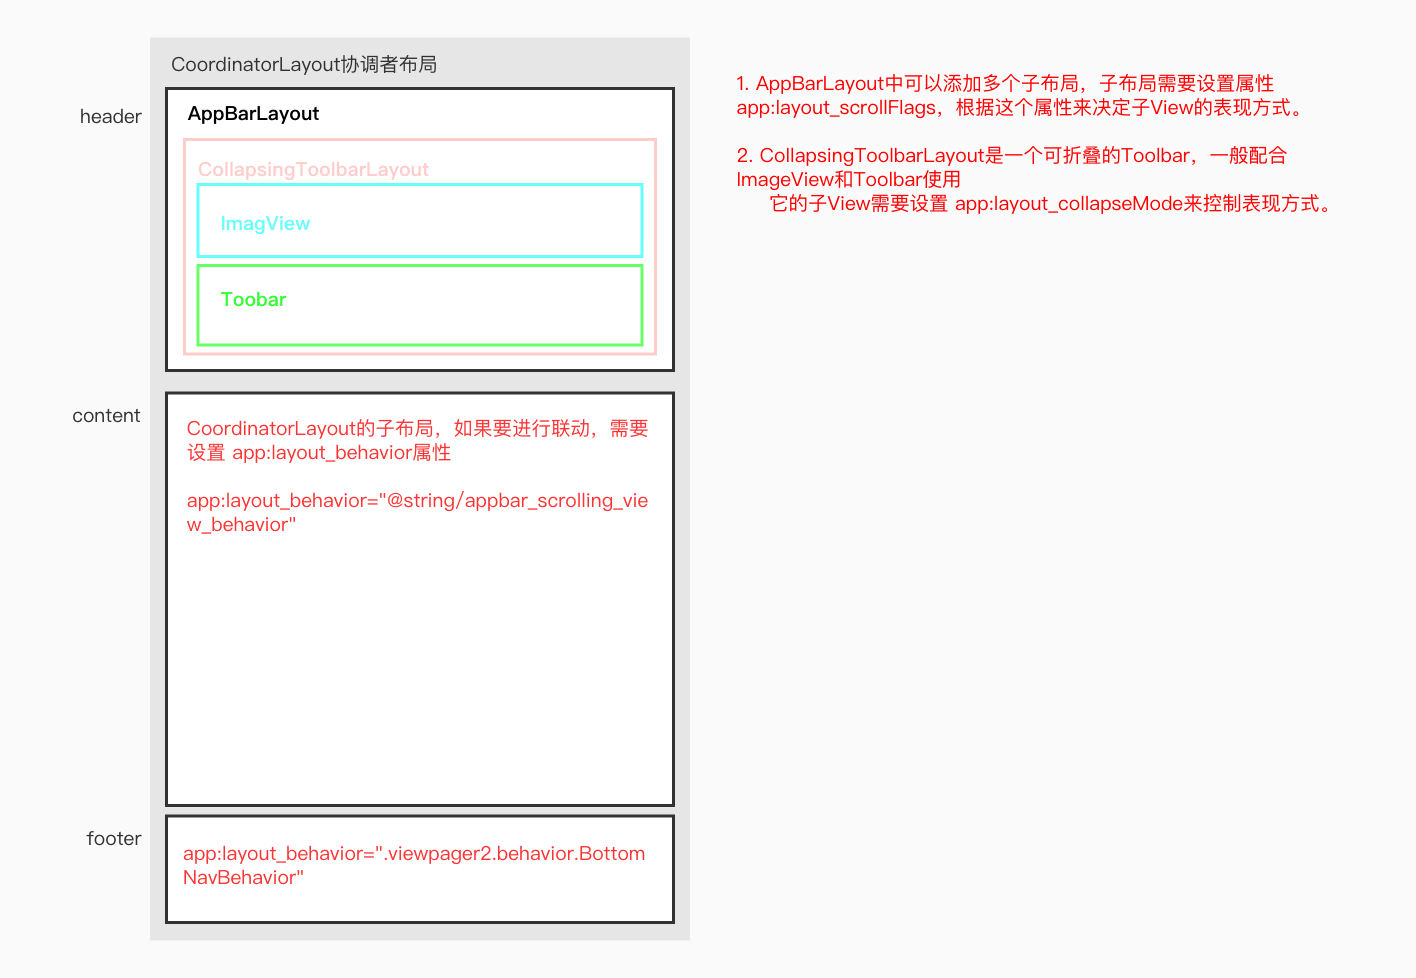 CoordinatorLayout协调者布局
header
AppBarLayout
CollapsingToolbarLayout
ImagView
Toobar
1. AppBarLayout中可以添加多个子布局，子布局需要设置属性
app:layout_scrollFlags，根据这个属性来决定子View的表现方式。
2. CollapsingToolbarLayout是一个可折叠的Toolbar，一般配合
ImageView和Toolbar使用
它的子View需要设置 app:layout_collapseMode来控制表现方式。
content
CoordinatorLayout的子布局，如果要进行联动，需要
设置 app:layout_behavior属性
app:layout_behavior="@string/appbar_scrolling_vie
w_behavior"
footer
app:layout_behavior=".viewpager2.behavior.Bottom
NavBehavior"